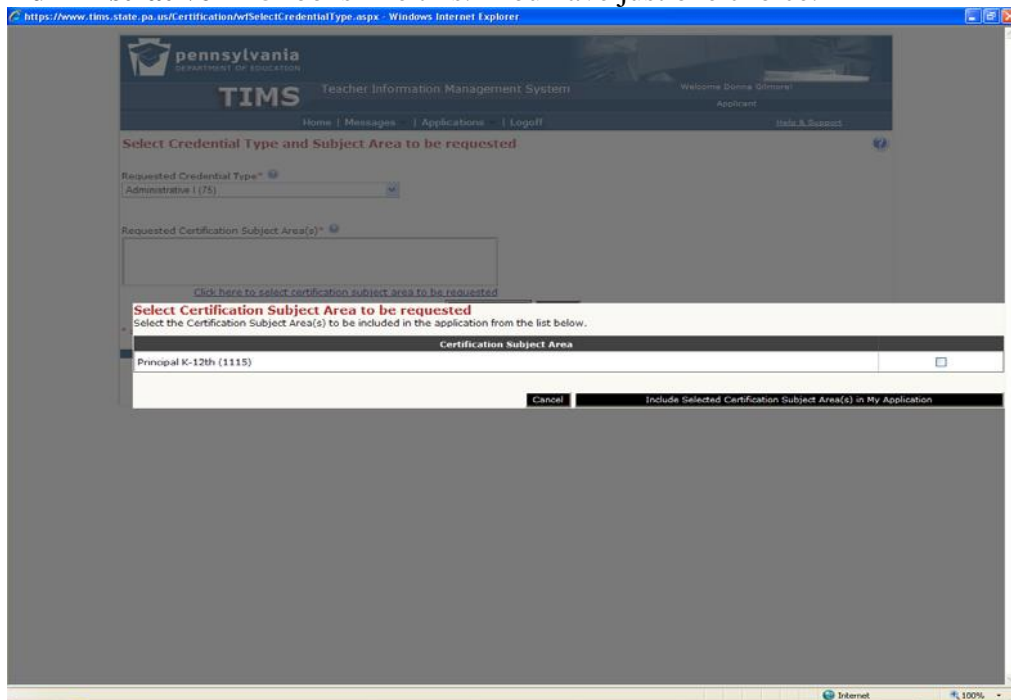 https://www.tims.state.pa.us/Certification/wfSelectCredentialType.aspx - Windows Internet Explorer
pennsylvania
DEPARTMENT OF EDUCATION
TIMS Teacher Information Management System
Welcome Donna Gilmore!
Applicant
Home | Messages | Applications | Logoff
Help & Support
Select Credential Type and Subject Area to be requested
Requested Credential Type*
Administrative I (75)
Requested Certification Subject Area(s)*
Click here to select certification subject area to be requested
Select Certification Subject Area to be requested
Select the Certification Subject Area(s) to be included in the application from the list below.
Certification Subject Area
Principal K-12th (1115)
Cancel
Include Selected Certification Subject Area(s) in My Application
Internet
100%